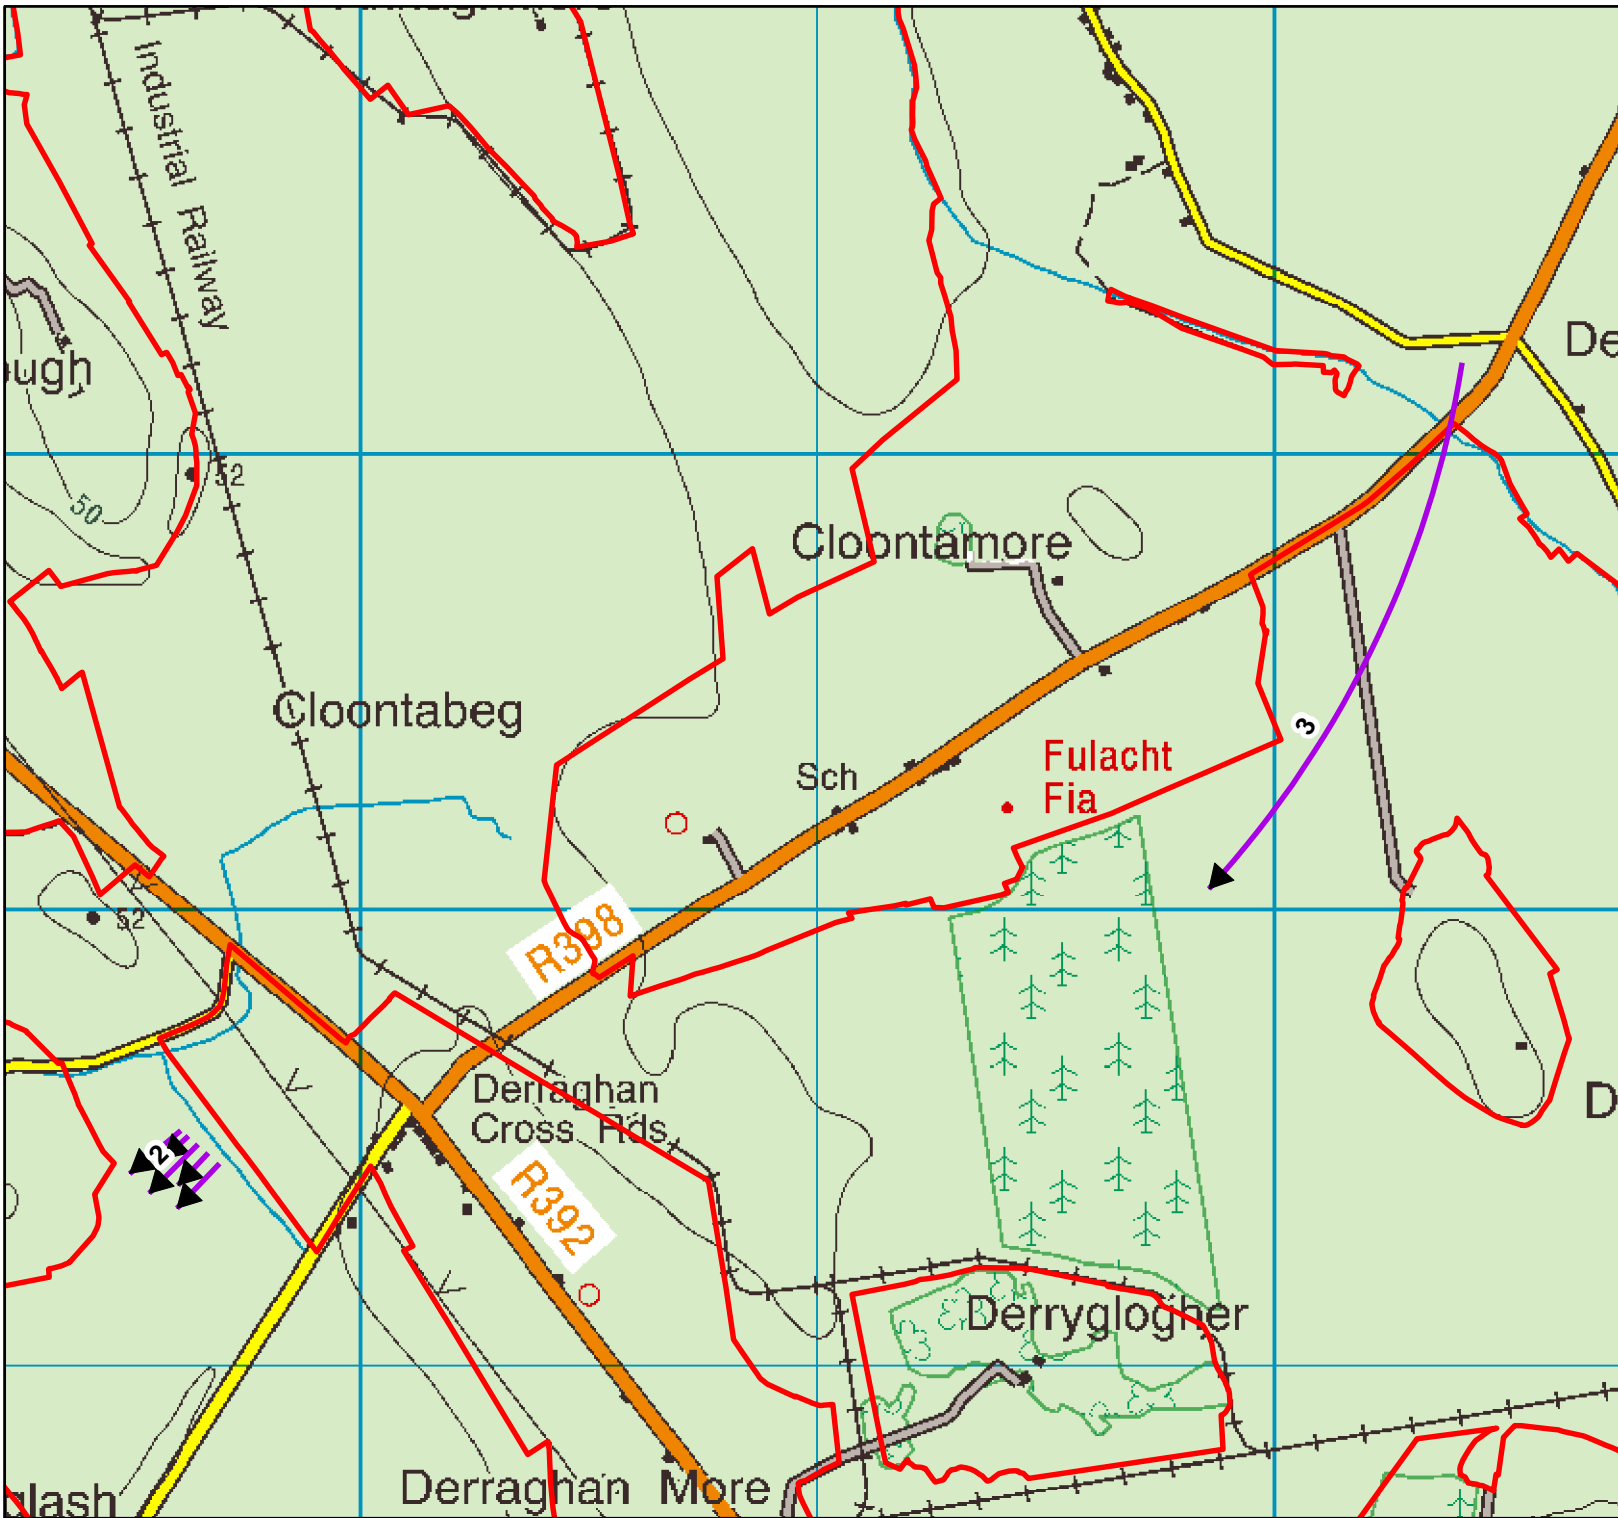 Industrial Railway
ugh
50
52
De
Cloontamore
Cloontabeg
3
Fulacht
Fia
Sch
52
R398
Derraghan
Cross Rds
D
2
R392
Derryglogher
Derraghan More
glash